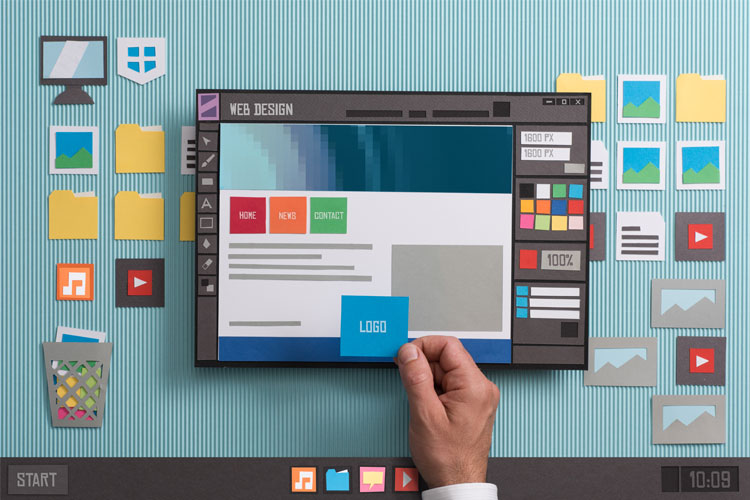 WEB DESIGN
1600 PX
1600 PX
HOME
NEWS
CONTACT
100%
LOGO
START
10:09